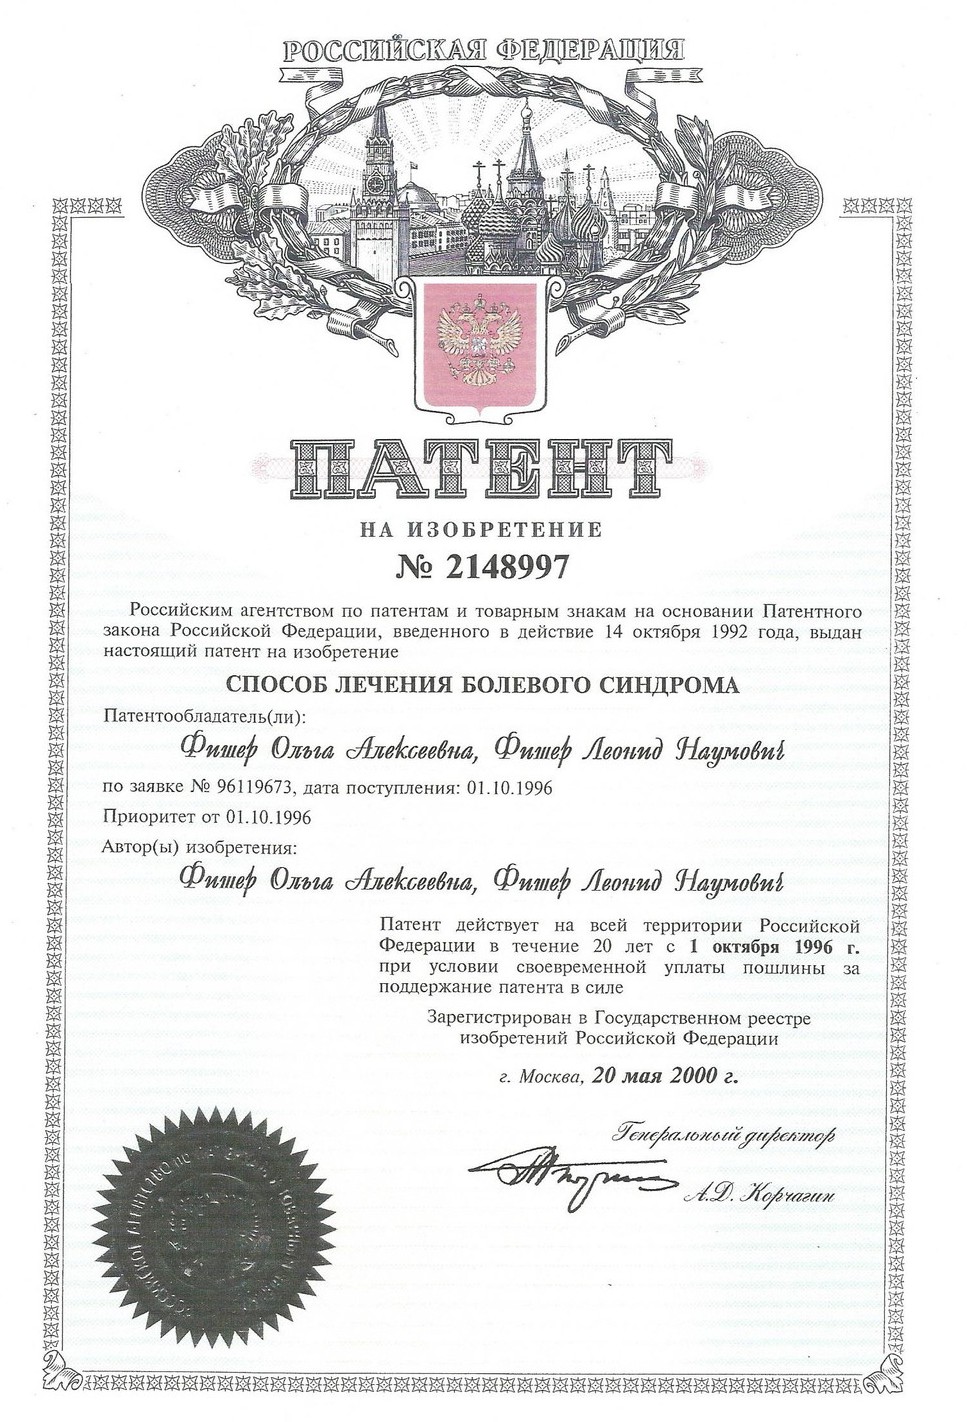 РОССИЙСКАЯ ФЕДЕРАЦИЯ
ПАТЕНТ
НА ИЗОБРЕТЕНИЕ
№ 2148997
Российским агентством по патентам и товарным знакам на основании Патентного
закона Российской Федерации, введенного в действие 14 октября 1992 года, выдан
настоящий патент на изобретение
СПОСОБ ЛЕЧЕНИЯ БОЛЕВОГО СИНДРОМА
Патентообладатель(ли):
Фишер Ольга Алексеевна, Фишер Леонид Наумович
по заявке № 96119673, дата поступления: 01.10.1996
Приоритет от 01.10.1996
Автор(ы) изобретения:
Фишер Ольга Алексеевна, Фишер Леонид Наумович
Патент действует на всей территории Российской
Федерации в течение 20 лет с 1 октября 1996 г.
при условии своевременной уплаты пошлины за
поддержание патента в силе
Зарегистрирован в Государственном реестре
изобретений Российской Федерации
г. Москва, 20 мая 2000 г.
Генеральный директор
А.Д. Корчагин